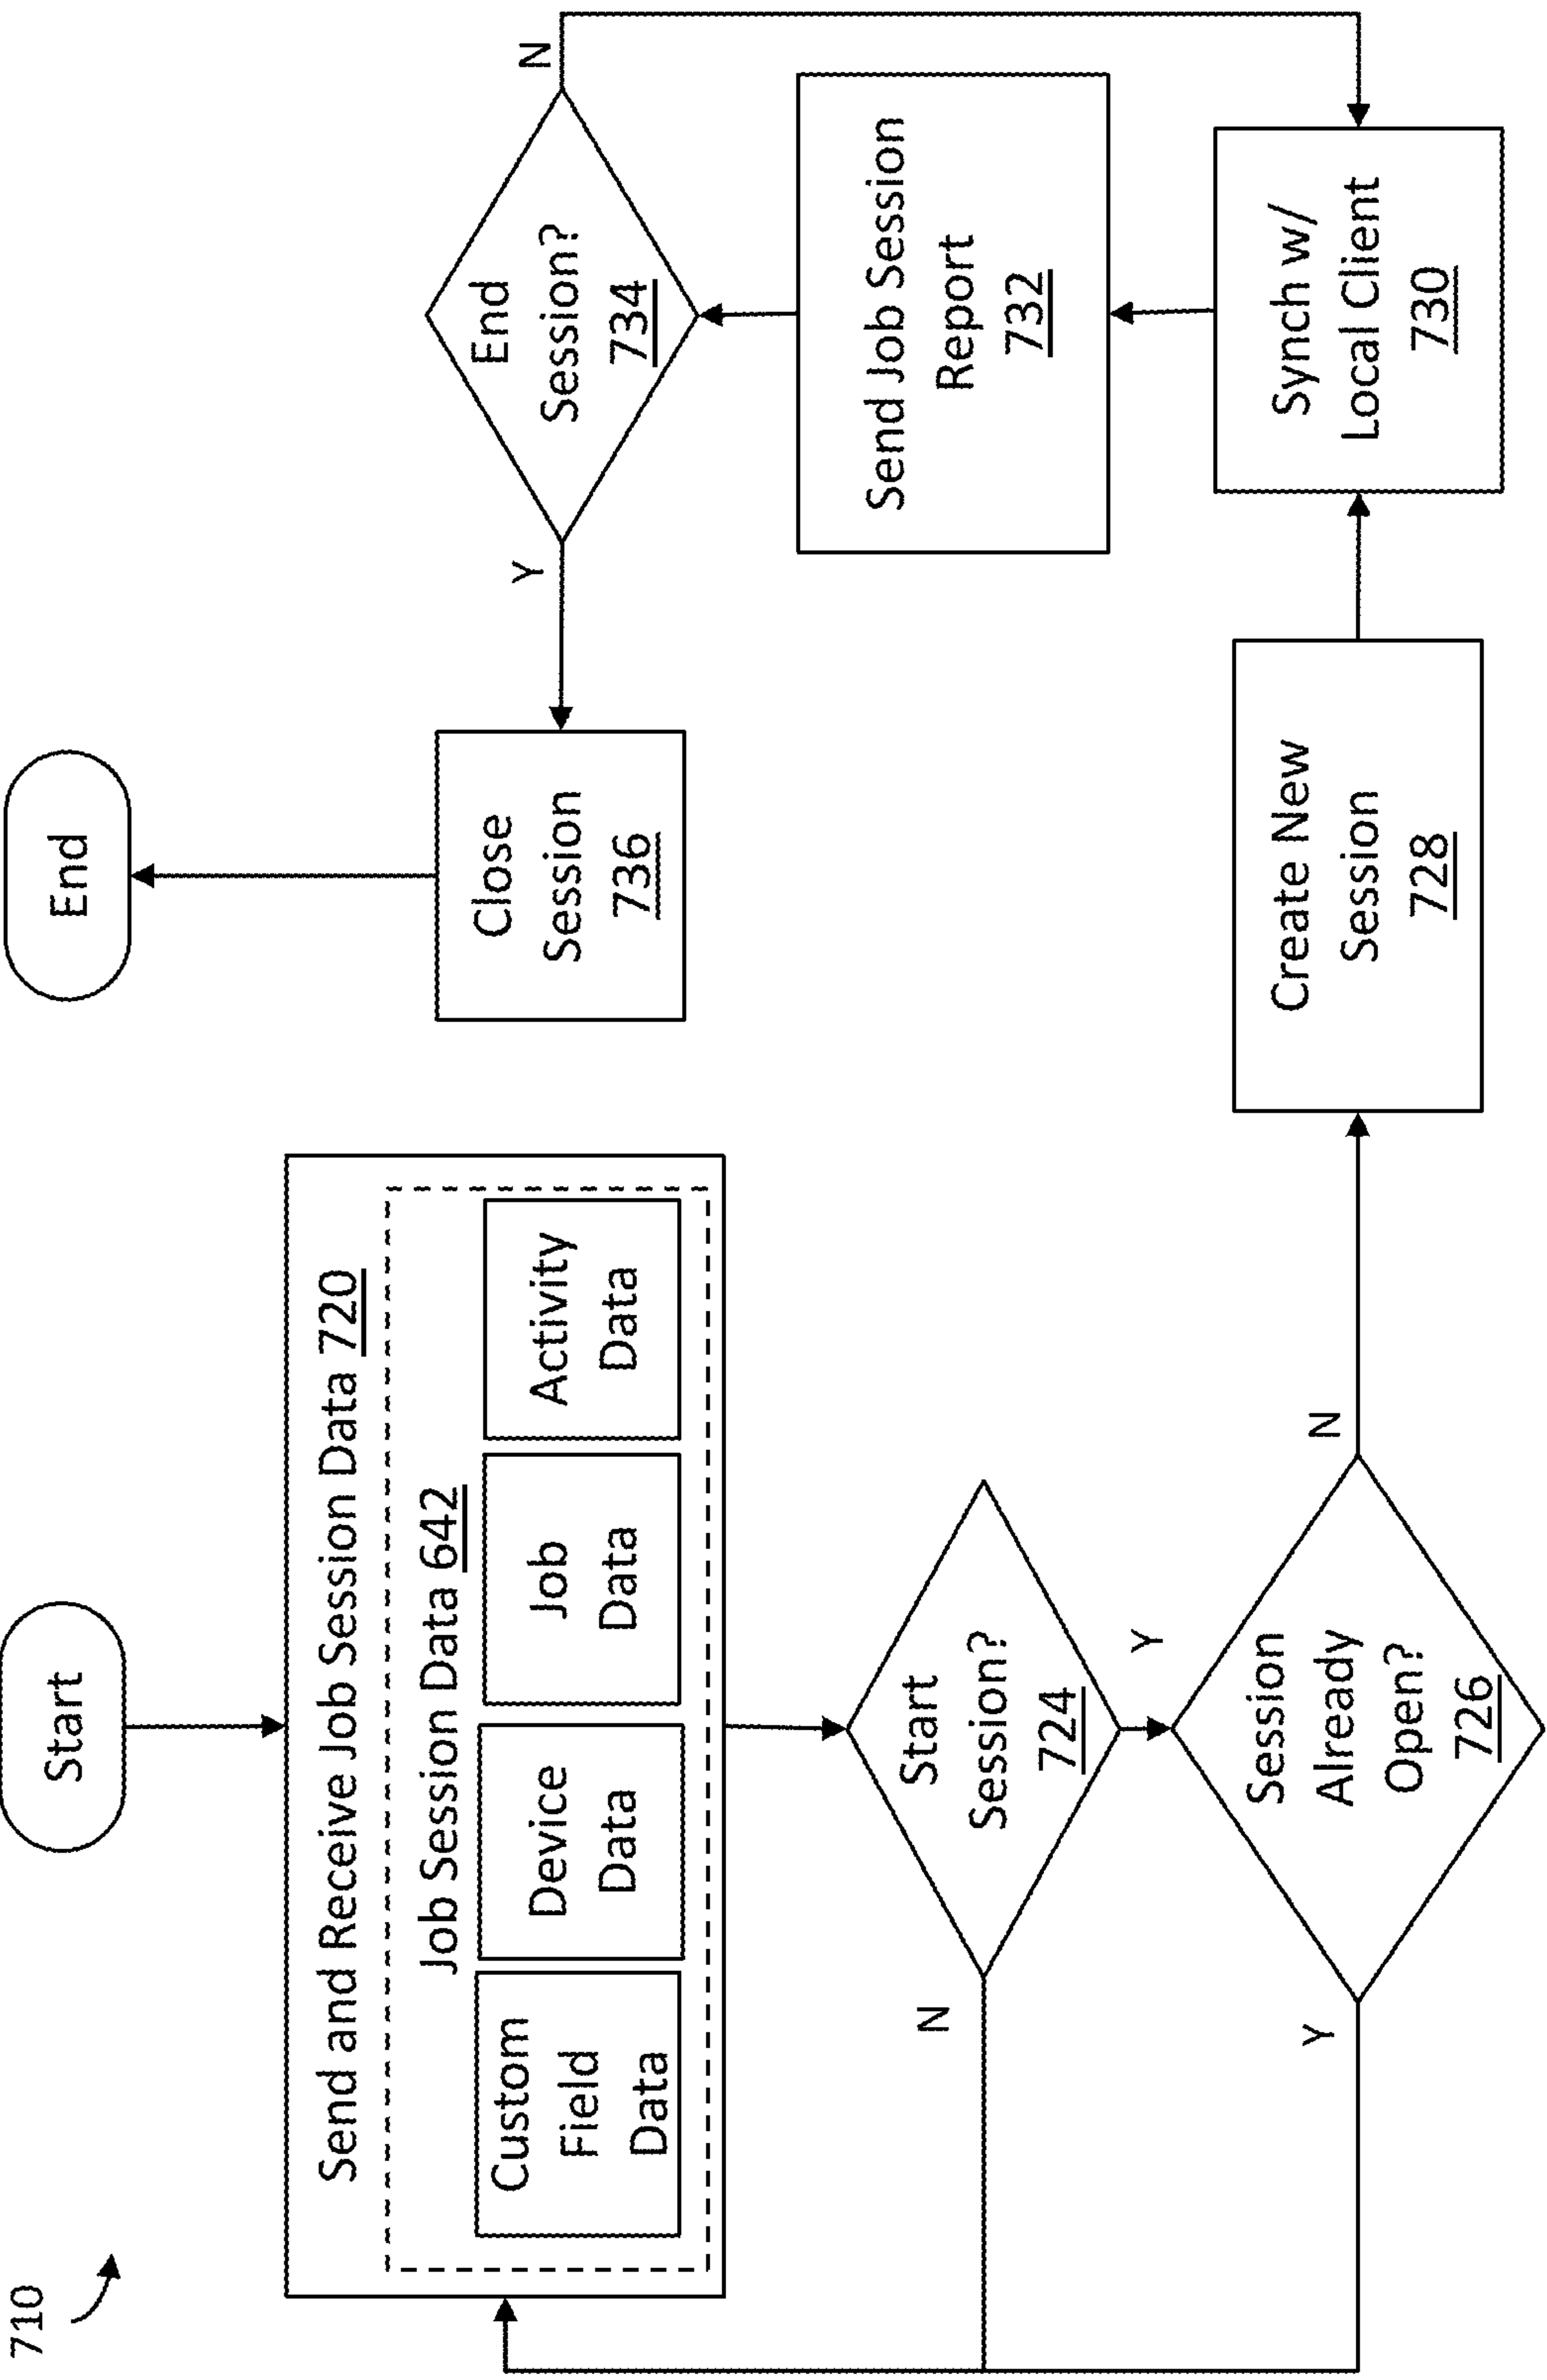 710
Start
Send and Receive Job Session Data 720
Job Session Data 642
Custom
Field
Data
Device
Data
Job
Data
Activity
Data
Start
Session?
724
N
Y
Session
Already
Open?
726
Y
N
Create New
Session
728
Synch w/
Local Client
730
Send Job Session
Report
732
End
Session?
734
N
Y
Close
Session
736
End